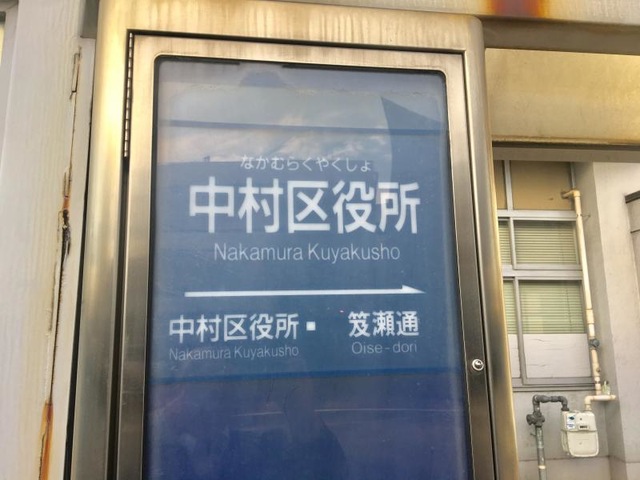 なかむらくやくしょ
中村区役所
Nakamura Kuyakusho
中村区役所▪ 笈瀬通
Nakamura Kuyakusho Oise-dori